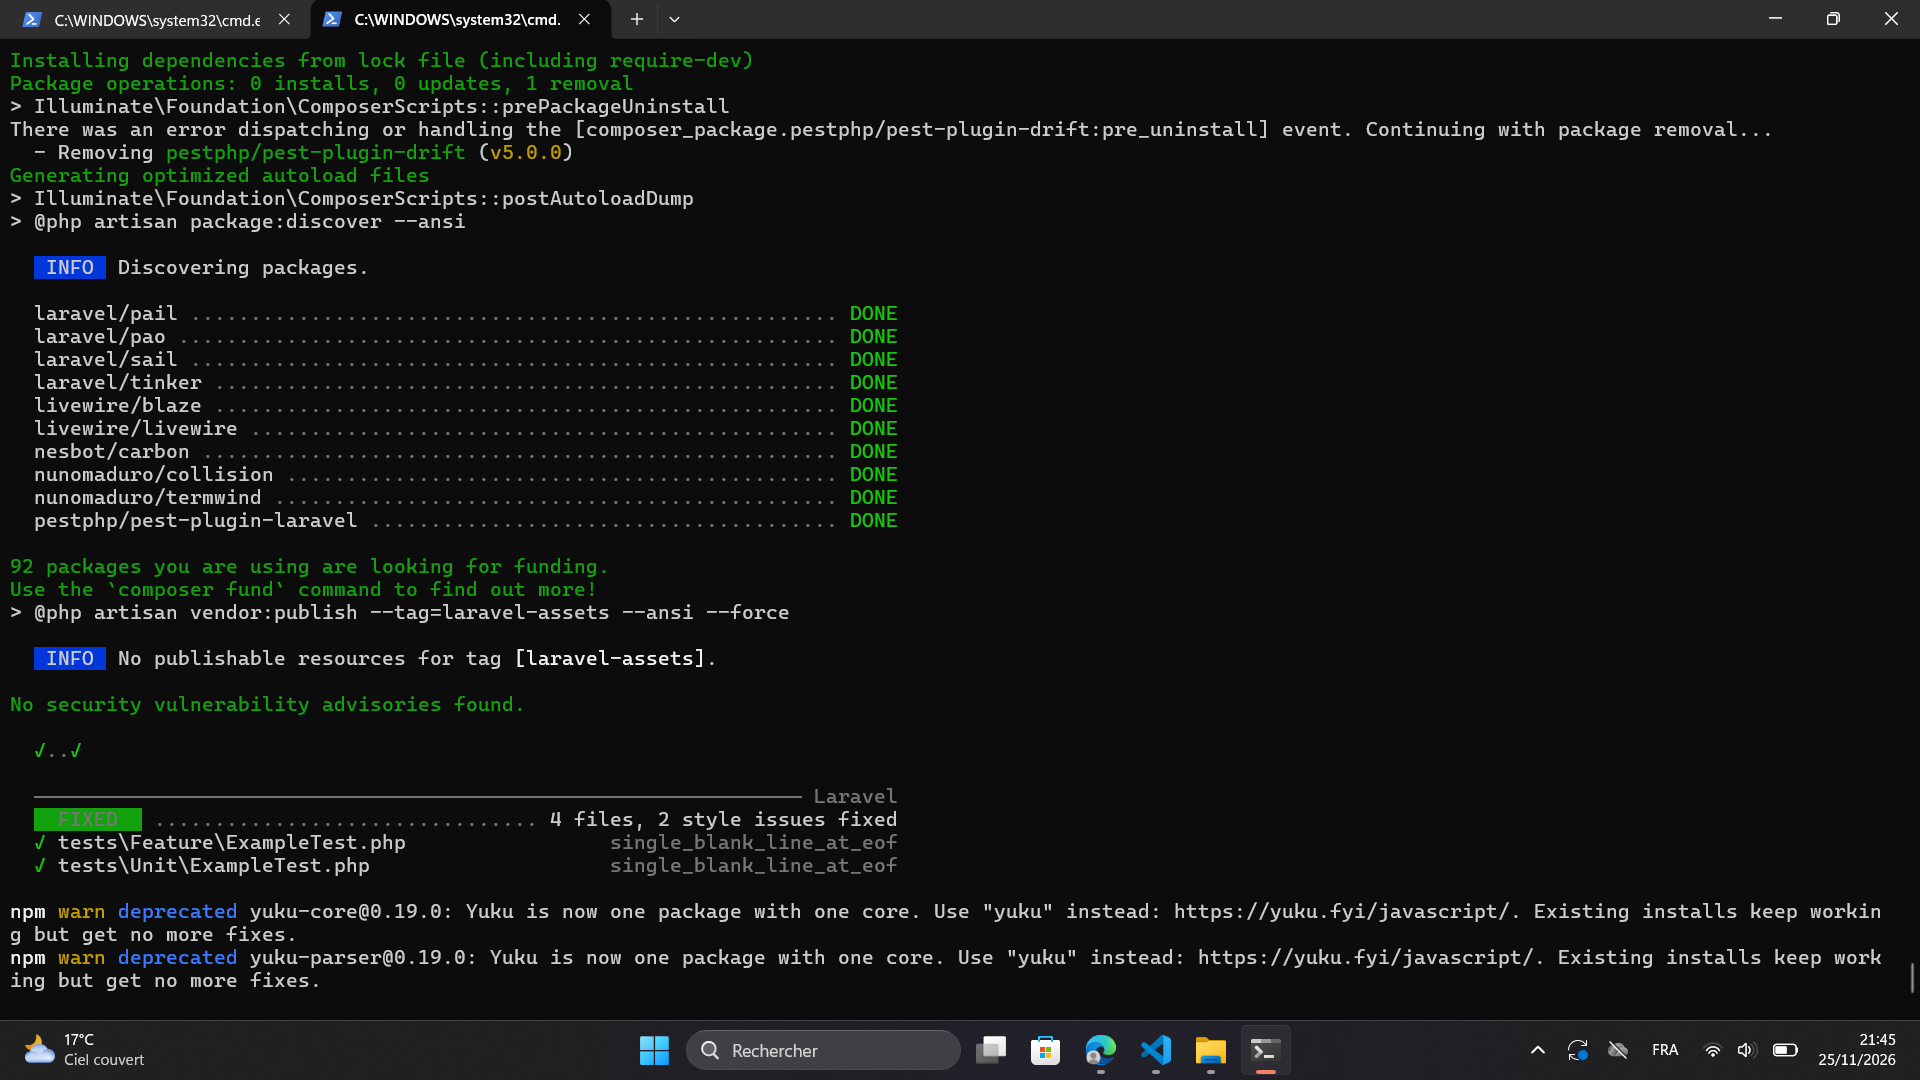 C:\WINDOWS\system32\cmd.e
C:\WINDOWS\system32\cmd.
Installing dependencies from lock file (including require-dev)
Package operations: 0 installs, 0 updates, 1 removal
> Illuminate\Foundation\ComposerScripts::prePackageUninstall
There was an error dispatching or handling the [composer_package.pestphp/pest-plugin-drift:pre_uninstall] event. Continuing with package removal...
  - Removing pestphp/pest-plugin-drift (v5.0.0)
Generating optimized autoload files
> Illuminate\Foundation\ComposerScripts::postAutoloadDump
> @php artisan package:discover --ansi
INFO Discovering packages.
laravel/pail ...................................................... DONE
laravel/pao ....................................................... DONE
laravel/sail ...................................................... DONE
laravel/tinker .................................................... DONE
livewire/blaze .................................................... DONE
livewire/livewire ................................................. DONE
nesbot/carbon ..................................................... DONE
nunomaduro/collision .............................................. DONE
nunomaduro/termwind ............................................... DONE
pestphp/pest-plugin-laravel ....................................... DONE
92 packages you are using are looking for funding.
Use the `composer fund` command to find out more!
> @php artisan vendor:publish --tag=laravel-assets --ansi --force
INFO No publishable resources for tag [laravel-assets].
No security vulnerability advisories found.
✓..✓
Laravel
FIXED ................................ 4 files, 2 style issues fixed
✓ tests\Feature\ExampleTest.php single_blank_line_at_eof
✓ tests\Unit\ExampleTest.php single_blank_line_at_eof
npm warn deprecated yuku-core@0.19.0: Yuku is now one package with one core. Use "yuku" instead: https://yuku.fyi/javascript/. Existing installs keep workin
g but get no more fixes.
npm warn deprecated yuku-parser@0.19.0: Yuku is now one package with one core. Use "yuku" instead: https://yuku.fyi/javascript/. Existing installs keep work
ing but get no more fixes.
17°C
Ciel couvert
Rechercher
FRA
21:45
25/11/2026